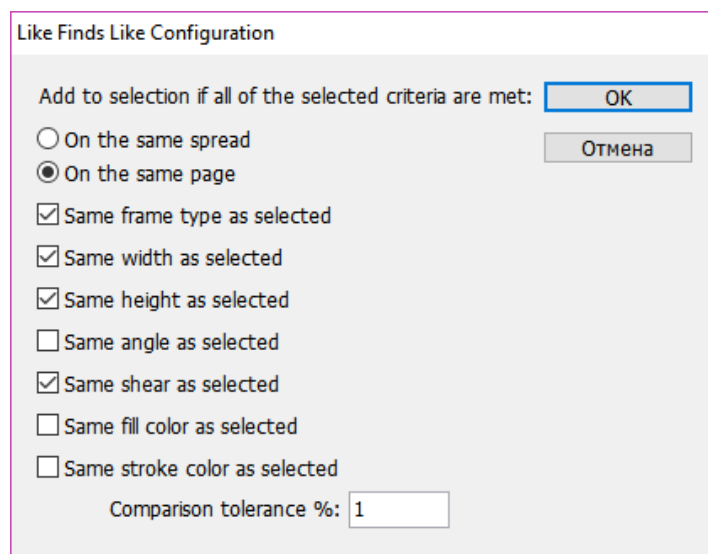 Like Finds Like Configuration
Add to selection if all of the selected criteria are met:
OK
On the same spread
Отмена
On the same page
Same frame type as selected
Same width as selected
Same height as selected
Same angle as selected
Same shear as selected
Same fill color as selected
Same stroke color as selected
Comparison tolerance %: 1